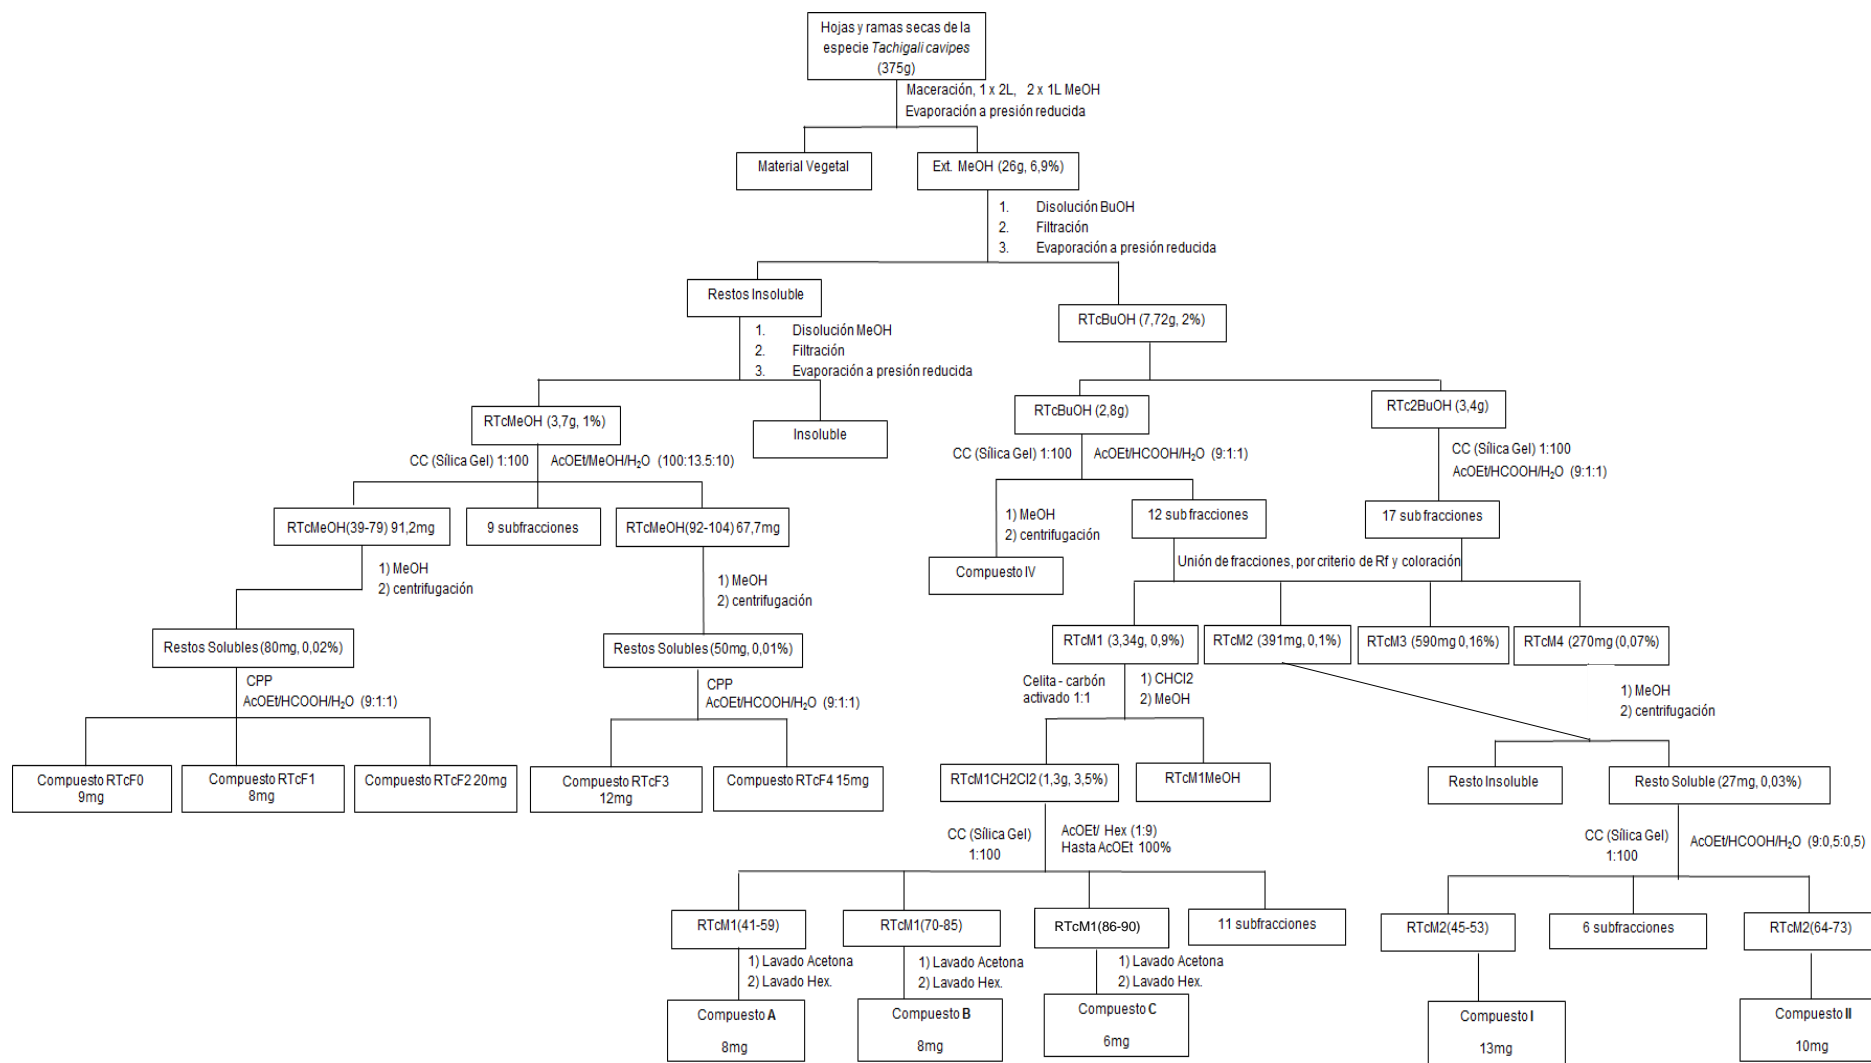 Hojas y ramas secas de la
especie Tachigali cavipes
(375g)
Maceración, 1 x 2L, 2 x 1L MeOH
Evaporación a presión reducida
Material Vegetal
Ext. MeOH (26g, 6,9%)
1. Disolución BuOH
2. Filtración
3. Evaporación a presión reducida
Restos Insoluble
RTcBuOH (7,72g, 2%)
1. Disolución MeOH
2. Filtración
3. Evaporación a presión reducida
RTcMeOH (3,7g, 1%)
Insoluble
RTcBuOH (2,8g)
RTc2BuOH (3,4g)
CC (Sílica Gel) 1:100
AcOEt/MeOH/H₂O (100:13.5:10)
CC (Sílica Gel) 1:100
AcOEt/HCOOH/H₂O (9:1:1)
CC (Sílica Gel) 1:100
AcOEt/HCOOH/H₂O (9:1:1)
RTcMeOH(39-79) 91,2mg
9 subfracciones
RTcMeOH(92-104) 67,7mg
1) MeOH
2) centrifugación
12 subfracciones
17 subfracciones
1) MeOH
2) centrifugación
1) MeOH
2) centrifugación
Compuesto IV
Unión de fracciones, por criterio de Rf y coloración
Restos Solubles (80mg, 0,02%)
Restos Solubles (50mg, 0,01%)
RTcM1 (3,34g, 0,9%)
RTcM2 (391mg, 0,1%)
RTcM3 (590mg 0,16%)
RTcM4 (270mg (0,07%)
CPP
AcOEt/HCOOH/H₂O (9:1:1)
CPP
AcOEt/HCOOH/H₂O (9:1:1)
Celita - carbón
activado 1:1
1) CHCl2
2) MeOH
1) MeOH
2) centrifugación
Compuesto RTcF0
9mg
Compuesto RTcF1
8mg
Compuesto RTcF2 20mg
Compuesto RTcF3
12mg
Compuesto RTcF4 15mg
RTcM1CH2Cl2 (1,3g, 3,5%)
RTcM1MeOH
Resto Insoluble
Resto Soluble (27mg, 0,03%)
CC (Sílica Gel)
1:100
AcOEt/ Hex (1:9)
Hasta AcOEt 100%
CC (Sílica Gel)
1:100
AcOEt/HCOOH/H₂O (9:0,5:0,5)
RTcM1(41-59)
RTcM1(70-85)
RTcM1(86-90)
11 subfracciones
RTcM2(45-53)
6 subfracciones
RTcM2(64-73)
1) Lavado Acetona
2) Lavado Hex.
1) Lavado Acetona
2) Lavado Hex.
1) Lavado Acetona
2) Lavado Hex.
Compuesto A
8mg
Compuesto B
8mg
Compuesto C
6mg
Compuesto I
13mg
Compuesto II
10mg